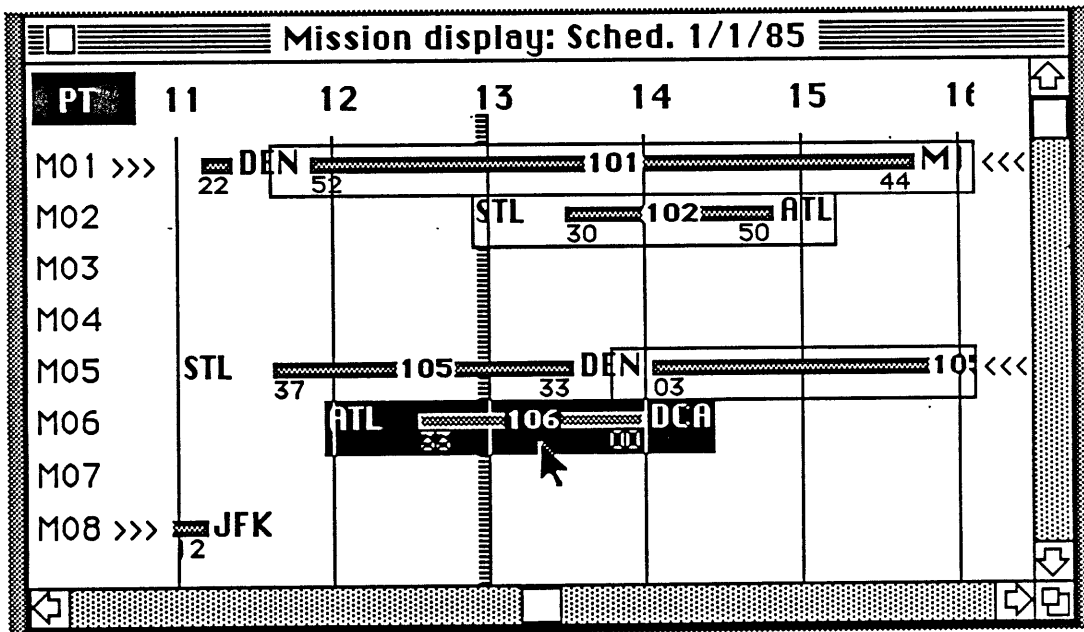 Mission display: Sched. 1/1/85
PT 11 12 13 14 15
M01 >>> DEN 101 <<<
22 52 44
M02 STL 102 ATL
30 50
M03
M04
M05 STL 105 DEN <<<
37 33 03
M06 ATL 106 DCA
33 00
M07
M08 >>> JFK
12